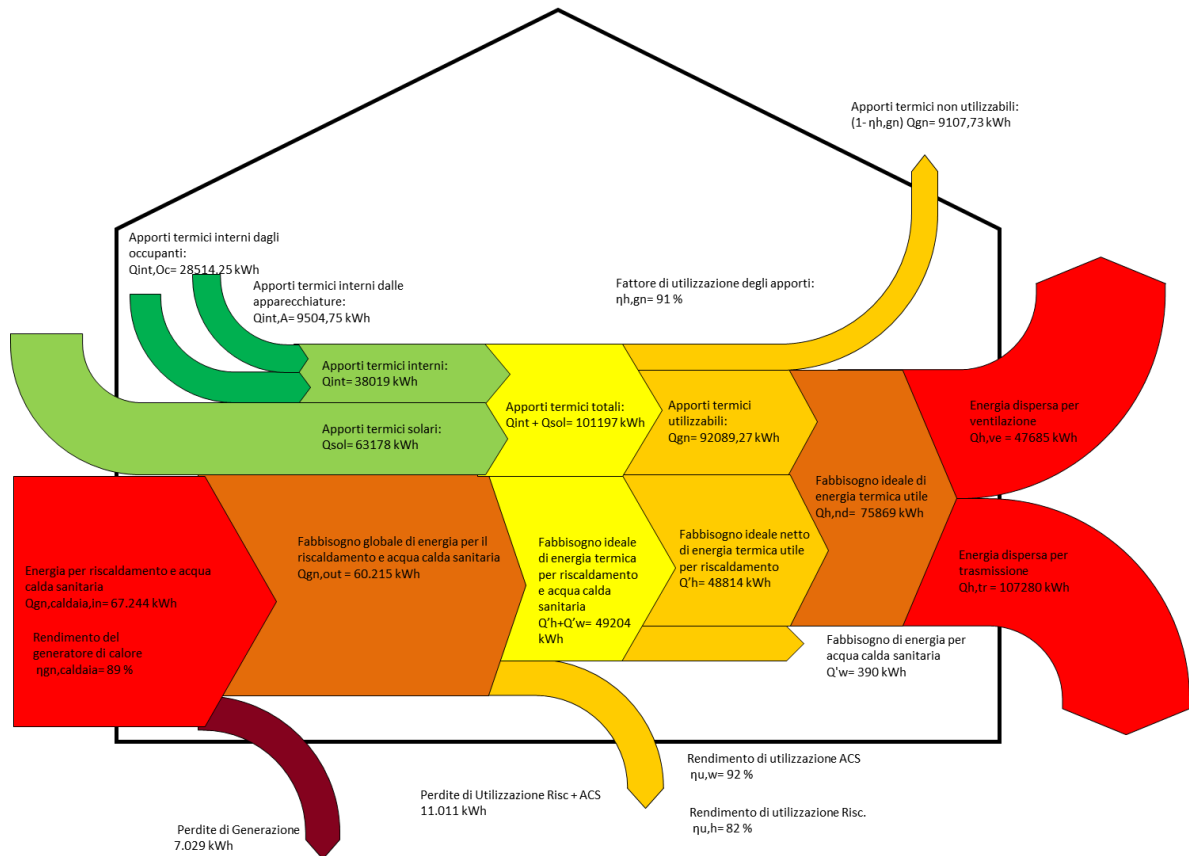 Apporti termici non utilizzabili:
(1- ηh,gn) Qgn= 9107,73 kWh
Apporti termici interni dagli
occupanti:
Qint,Oc= 28514,25 kWh
Apporti termici interni dalle
apparecchiature:
Qint,A= 9504,75 kWh
Fattore di utilizzazione degli apporti:
ηh,gn= 91 %
Apporti termici interni:
Qint= 38019 kWh
Apporti termici solari:
Qsol= 63178 kWh
Apporti termici totali:
Qint + Qsol= 101197 kWh
Apporti termici
utilizzabili:
Qgn= 92089,27 kWh
Energia dispersa per
ventilazione
Qh,ve = 47685 kWh
Fabbisogno ideale di
energia termica utile
Qh,nd= 75869 kWh
Energia per riscaldamento e acqua
calda sanitaria
Qgn,caldaia,in= 67.244 kWh
Rendimento del
generatore di calore
ηgn,caldaia= 89 %
Fabbisogno globale di energia per il
riscaldamento e acqua calda sanitaria
Qgn,out = 60.215 kWh
Fabbisogno ideale
di energia termica
per riscaldamento
e acqua calda
sanitaria
Q’h+Q’w= 49204
kWh
Fabbisogno ideale netto
di energia termica utile
per riscaldamento
Q’h= 48814 kWh
Energia dispersa per
trasmissione
Qh,tr = 107280 kWh
Fabbisogno di energia per
acqua calda sanitaria
Q'w= 390 kWh
Rendimento di utilizzazione ACS
ηu,w= 92 %
Rendimento di utilizzazione Risc.
ηu,h= 82 %
Perdite di Utilizzazione Risc + ACS
11.011 kWh
Perdite di Generazione
7.029 kWh